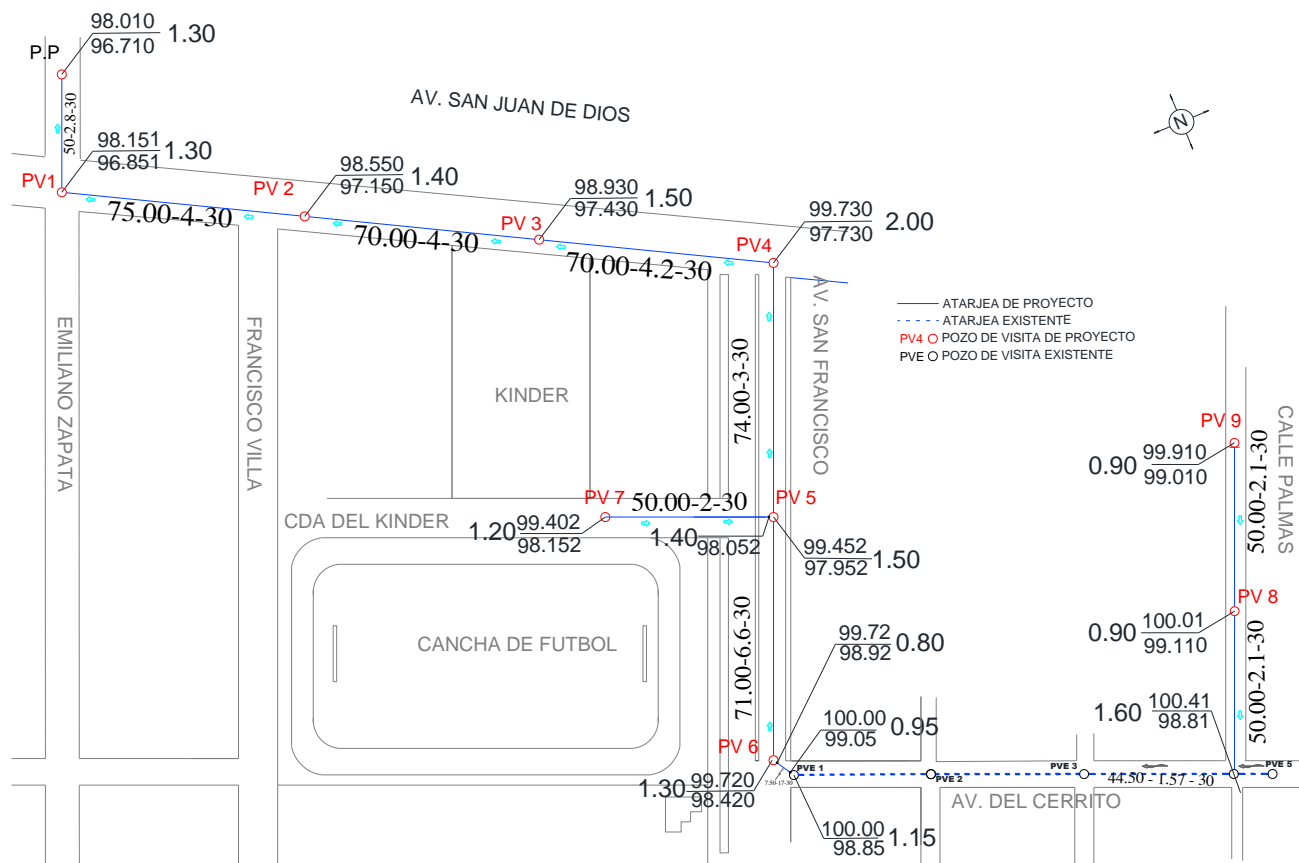 98.010
96.710
1.30
P.P
50-2.8-30
AV. SAN JUAN DE DIOS
N
98.151
96.851
1.30
PV1
98.550
97.150
1.40
PV 2
98.930
97.430
1.50
PV 3
99.730
97.730
2.00
PV4
75.00-4-30
70.00-4-30
70.00-4.2-30
ATARJEA DE PROYECTO
ATARJEA EXISTENTE
PV4 POZO DE VISITA DE PROYECTO
PVE POZO DE VISITA EXISTENTE
EMILIANO ZAPATA
FRANCISCO VILLA
KINDER
74.00-3-30
AV. SAN FRANCISCO
PV 9
0.90
99.910
99.010
50.00-2.1-30
CALLE PALMAS
CDA DEL KINDER
PV 7
50.00-2-30
PV 5
1.20
99.402
98.152
1.40
98.052
99.452
97.952
1.50
CANCHA DE FUTBOL
71.00-6.6-30
99.72
98.92
0.80
PV 8
0.90
100.01
99.110
50.00-2.1-30
100.00
99.05
0.95
1.60
100.41
98.81
PV 6
1.30
99.720
98.420
7.50-17-30
PVE 1
PVE 2
PVE 3
44.50 - 1.57 - 30
PVE 5
AV. DEL CERRITO
100.00
98.85
1.15